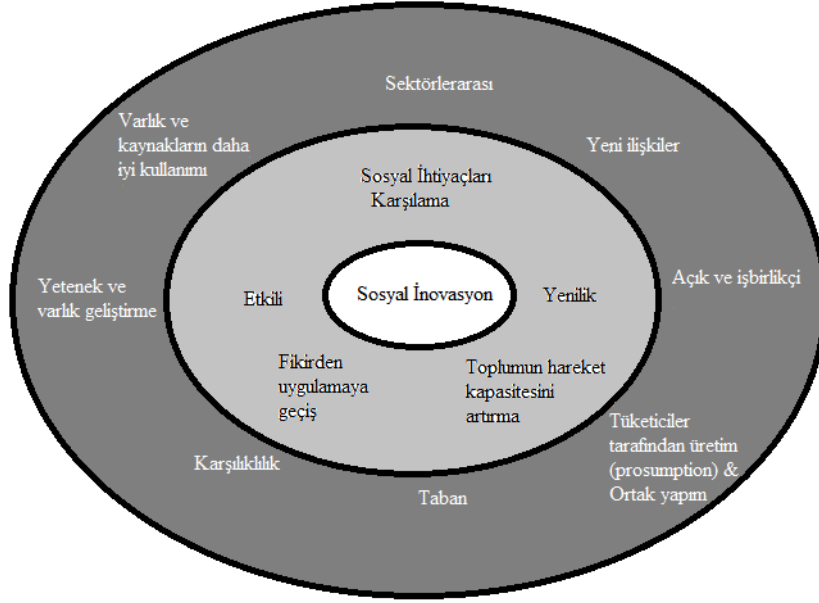 Sektörlerarası
Varlık ve
kaynakların daha
iyi kullanımı
Yeni ilişkiler
Sosyal İhtiyaçları
Karşılama
Yetenek ve
varlık geliştirme
Etkili
Sosyal İnovasyon
Yenilik
Açık ve işbirlikçi
Fikirden
uygulamaya
geçiş
Toplumun hareket
kapasitesini
artırma
Karşılıklılık
Taban
Tüketiciler
tarafından üretim
(prosumption) &
Ortak yapım